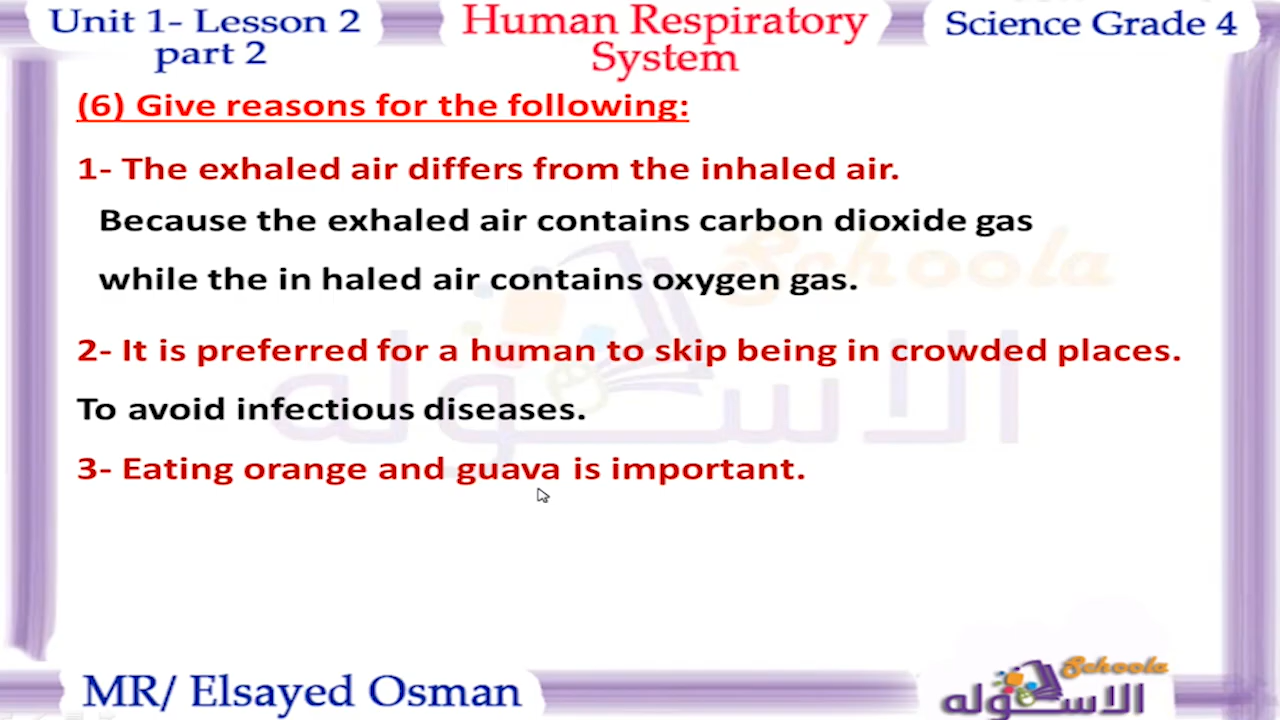 Unit 1- Lesson 2
part 2
Human Respiratory
System
Science Grade 4
(6) Give reasons for the following:
1- The exhaled air differs from the inhaled air.
Because the exhaled air contains carbon dioxide gas
while the in haled air contains oxygen gas.
2- It is preferred for a human to skip being in crowded places.
To avoid infectious diseases.
3- Eating orange and guava is important.
Schoola
الاسكوله
MR/ Elsayed Osman
Schoola
الاسكوله